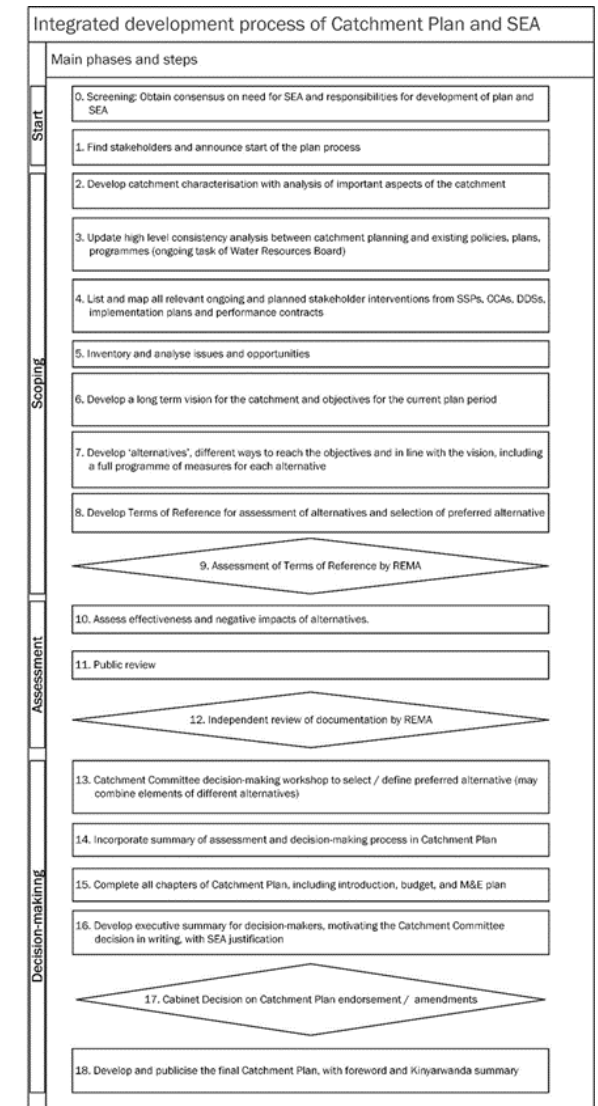 Integrated development process of Catchment Plan and SEA
Main phases and steps
Start
0. Screening: Obtain consensus on need for SEA and responsibilities for development of plan and
SEA
1. Find stakeholders and announce start of the plan process
Scoping
2. Develop catchment characterisation with analysis of important aspects of the catchment
3. Update high level consistency analysis between catchment planning and existing policies, plans,
programmes (ongoing task of Water Resources Board)
4. List and map all relevant ongoing and planned stakeholder interventions from SSPs, CCAs, DDSs,
implementation plans and performance contracts
5. Inventory and analyse issues and opportunities
6. Develop a long term vision for the catchment and objectives for the current plan period
7. Develop 'alternatives', different ways to reach the objectives and in line with the vision, including
a full programme of measures for each alternative
8. Develop Terms of Reference for assessment of alternatives and selection of preferred alternative
9. Assessment of Terms of Reference by REMA
Assessment
10. Assess effectiveness and negative impacts of alternatives.
11. Public review
12. Independent review of documentation by REMA
Decision-makinng
13. Catchment Committee decision-making workshop to select / define preferred alternative (may
combine elements of different alternatives)
14. Incorporate summary of assessment and decision-making process in Catchment Plan
15. Complete all chapters of Catchment Plan, including introduction, budget, and M&E plan
16. Develop executive summary for decision-makers, motivating the Catchment Committee
decision in writing, with SEA justification
17. Cabinet Decision on Catchment Plan endorsement / amendments
18. Develop and publicise the final Catchment Plan, with foreword and Kinyarwanda summary